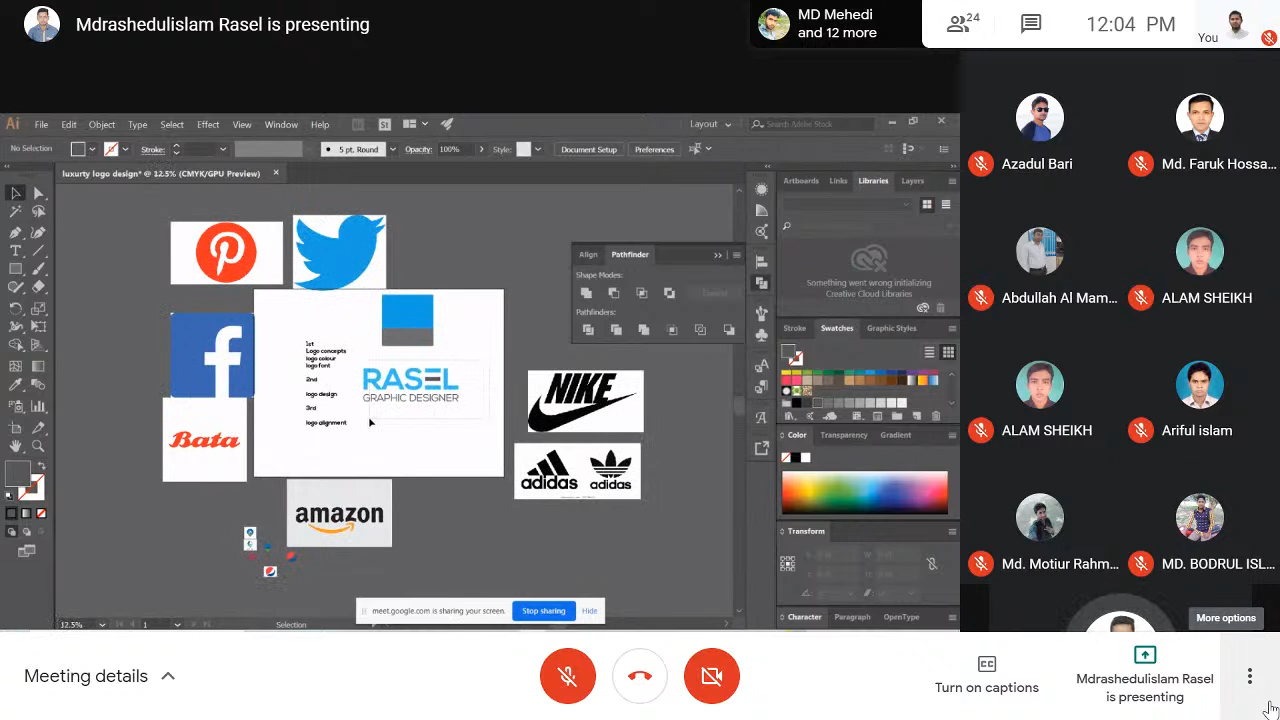 Mdrashedulislam Rasel is presenting
MD Mehedi
and 12 more
24
12:04 PM
You
Ai File Edit Object Type Select Effect View Window Help
Br St
Layout
Search Adobe Stock
No Selection
Stroke:
5 pt. Round
Opacity: 100%
Style:
Document Setup
Preferences
luxurty logo design* @ 12.5% (CMYK/GPU Preview)
Artboards Links Libraries Layers
Something went wrong initializing
Creative Cloud Libraries
Align Pathfinder
Shape Modes:
Expand
Pathfinders:
Stroke Swatches Graphic Styles
Color Transparency Gradient
Transform
Character Paragraph OpenType
1st
Logo concepts
logo colour
logo font
2nd
logo design
3rd
logo alignment
RASEL
GRAPHIC DESIGNER
Bata
NIKE
adidas adidas
amazon
meet.google.com is sharing your screen.
Stop sharing
Hide
12.5%
1
Selection
Azadul Bari
Md. Faruk Hossa...
Abdullah Al Mam...
ALAM SHEIKH
ALAM SHEIKH
Ariful islam
Md. Motiur Rahm...
MD. BODRUL ISL...
More options
Meeting details
Turn on captions
Mdrashedulislam Rasel
is presenting